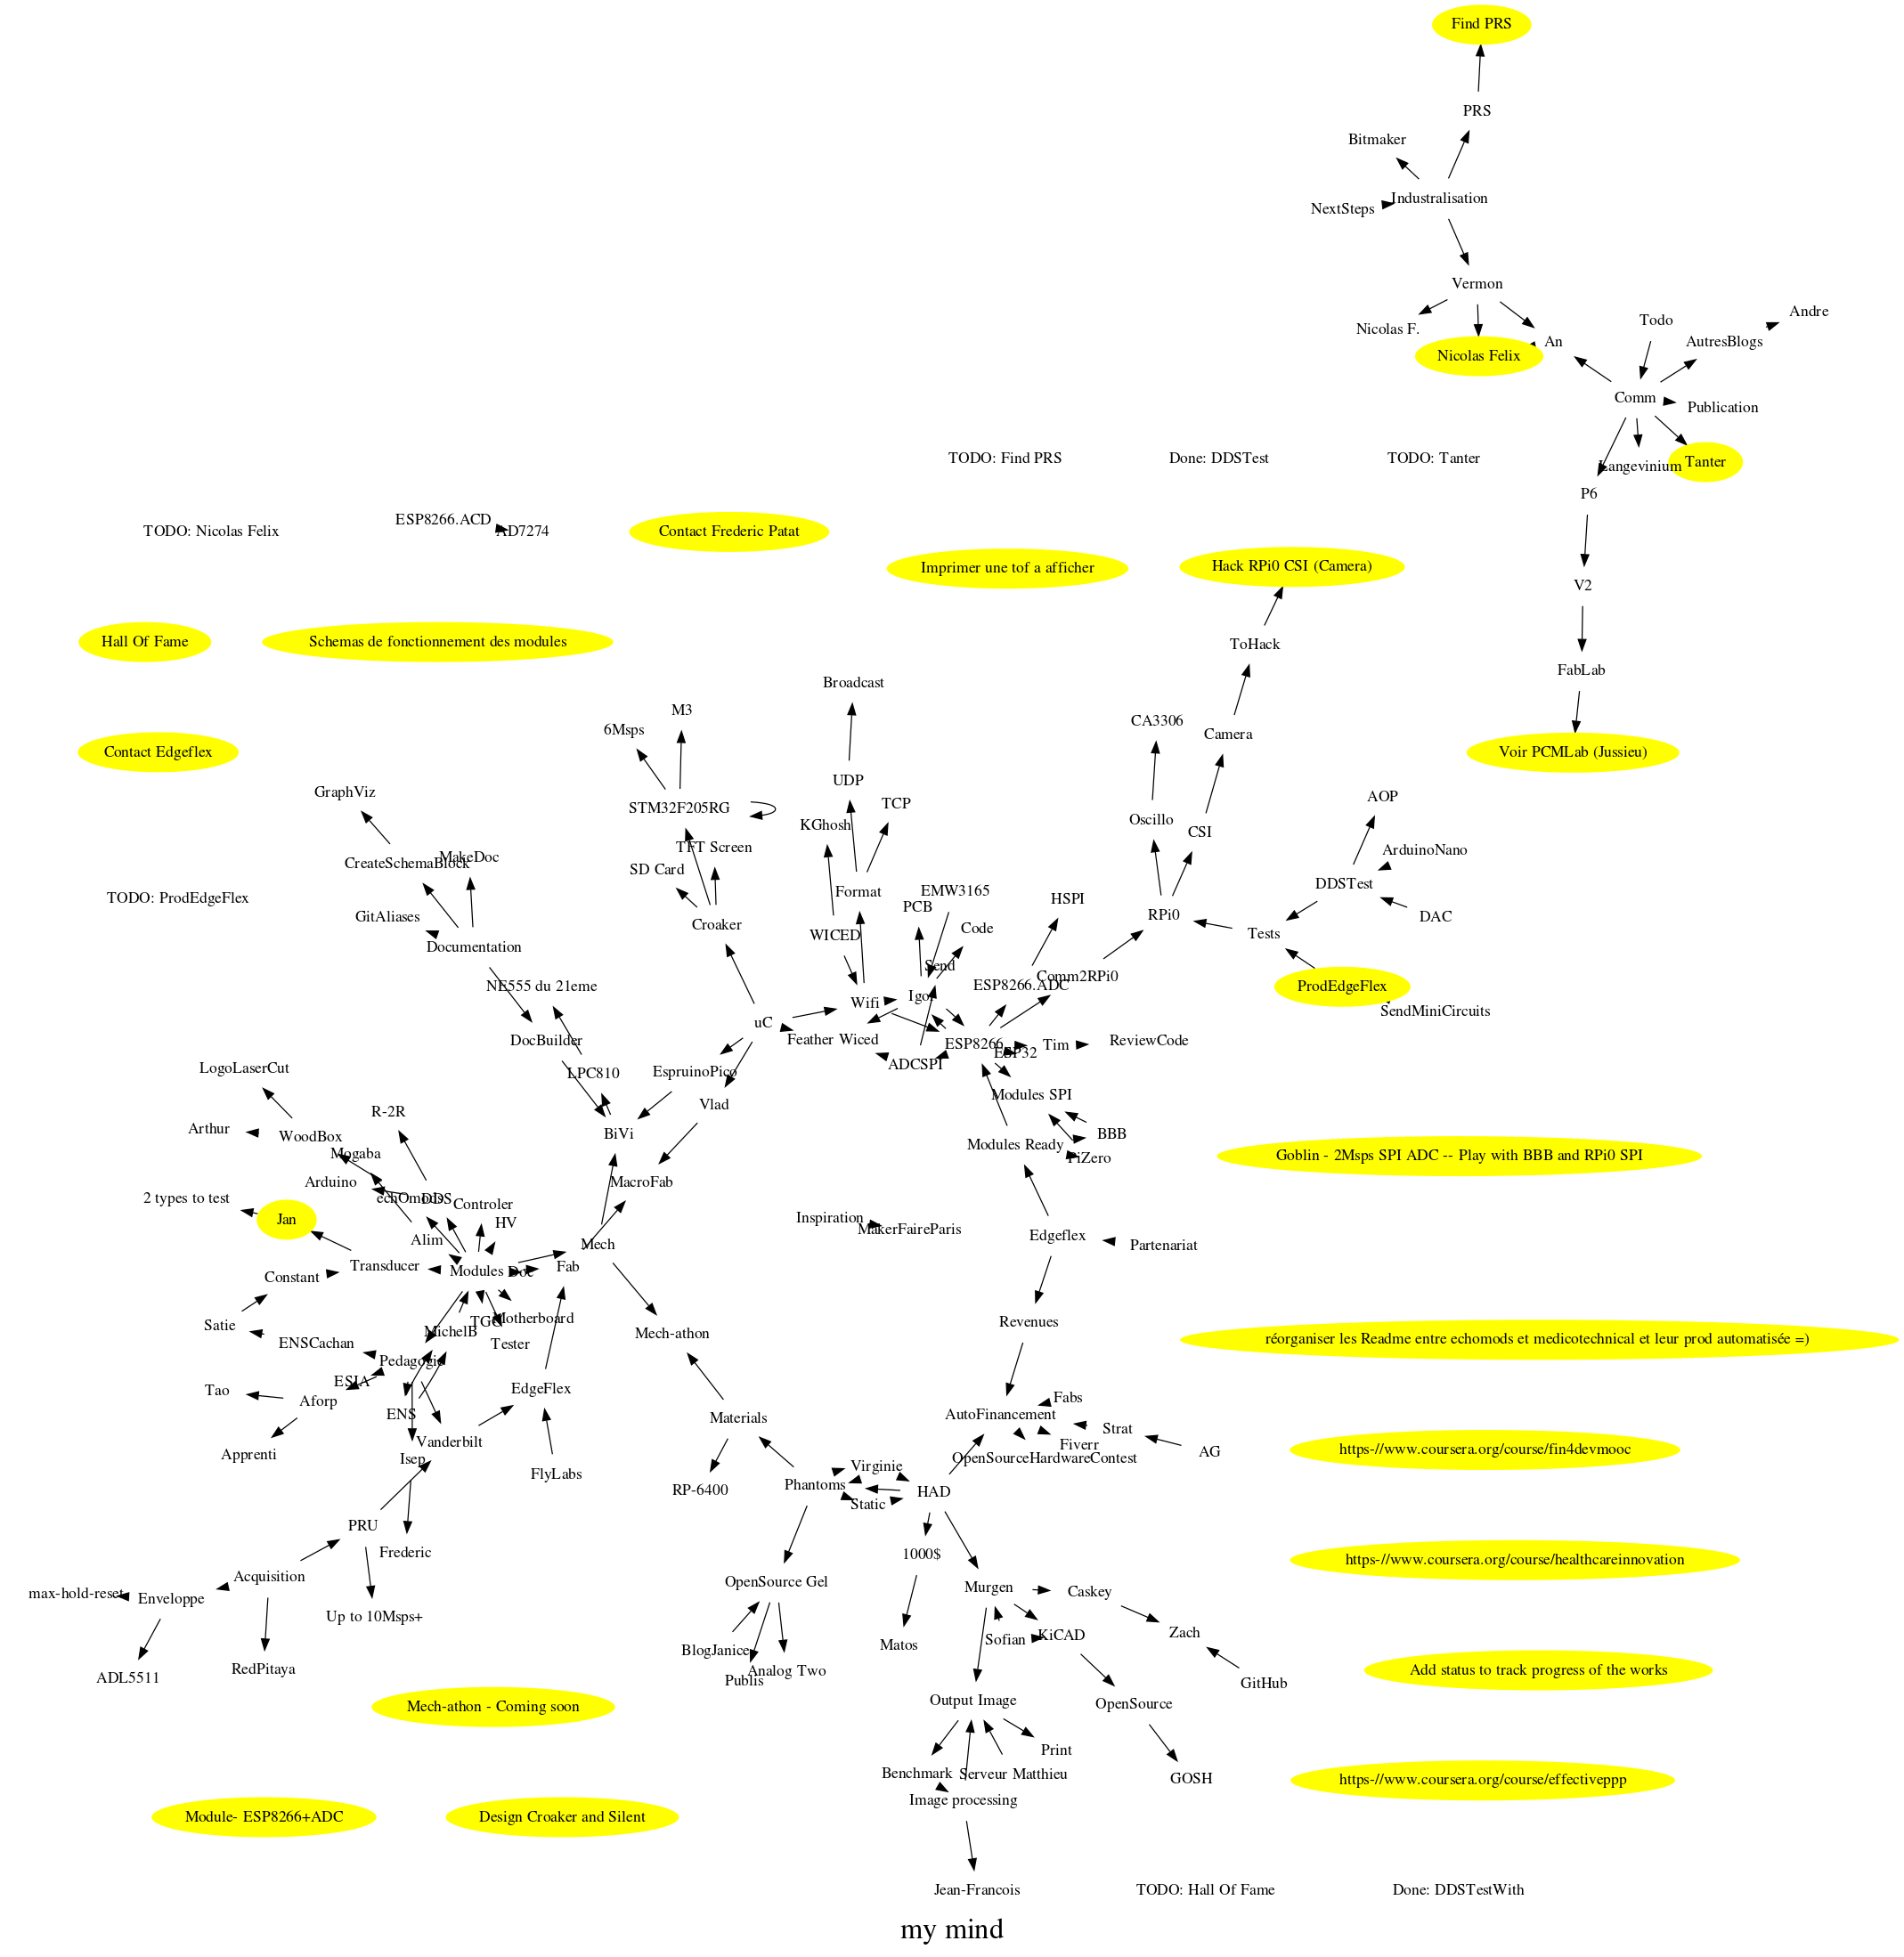 Find PRS
PRS
Bitmaker
Industralisation
NextSteps
Vermon
Andre
Todo
Nicolas F.
An
AutresBlogs
Nicolas Felix
Comm
Publication
TODO: Find PRS
Done: DDSTest
TODO: Tanter
Langevinium
Tanter
P6
TODO: Nicolas Felix
ESP8266.ACD
AD7274
Contact Frederic Patat
Imprimer une tof a afficher
Hack RPi0 CSI (Camera)
V2
Hall Of Fame
Schemas de fonctionnement des modules
ToHack
FabLab
Broadcast
M3
6Msps
CA3306
Camera
Contact Edgeflex
Voir PCMLab (Jussieu)
GraphViz
UDP
STM32F205RG
TCP
AOP
KGhosh
Oscillo
CSI
TFT Screen
ArduinoNano
CreateSchemaBlock
MakeDoc
SD Card
Format
EMW3165
DDSTest
TODO: ProdEdgeFlex
HSPI
PCB
GitAliases
Croaker
Code
RPi0
DAC
WICED
Tests
Documentation
Send
Comm2RPi0
NE555 du 21eme
ESP8266.ADC
ProdEdgeFlex
Wifi
Igor
SendMiniCircuits
uC
DocBuilder
Feather Wiced
ESP8266
ESP32
Tim
ReviewCode
LogoLaserCut
LPC810
EspruinoPico
ADCSPI
Modules SPI
R-2R
Vlad
Arthur
WoodBox
BiVi
BBB
Modules Ready
Mogaba
PiZero
Goblin - 2Msps SPI ADC -- Play with BBB and RPi0 SPI
Arduino
MacroFab
2 types to test
echOmods
DDS
Controler
Jan
HV
Inspiration
MakerFaireParis
Alim
Mech
Edgeflex
Partenariat
Transducer
Modules
Doc
Fab
Constant
Satie
TGC
Motherboard
MichelB
Mech-athon
Revenues
ENSCachan
Tester
réorganiser les Readme entre echomods et medicotechnical et leur prod automatisée =)
Pedagogie
ESIA
Tao
Aforp
EdgeFlex
Fabs
ENS
Materials
AutoFinancement
Strat
Apprenti
Vanderbilt
Fiverr
AG
https-//www.coursera.org/course/fin4devmooc
Isep
OpenSourceHardwareContest
FlyLabs
Virginie
Phantoms
RP-6400
HAD
Static
PRU
Frederic
1000$
https-//www.coursera.org/course/healthcareinnovation
Acquisition
OpenSource Gel
Murgen
Caskey
max-hold-reset
Enveloppe
Up to 10Msps+
Zach
Sofian
KiCAD
Matos
BlogJanice
RedPitaya
Analog Two
Add status to track progress of the works
ADL5511
Publis
GitHub
Mech-athon - Coming soon
Output Image
OpenSource
Print
Benchmark
Serveur Matthieu
GOSH
https-//www.coursera.org/course/effectiveppp
Image processing
Module- ESP8266+ADC
Design Croaker and Silent
Jean-Francois
TODO: Hall Of Fame
Done: DDSTestWith
my mind